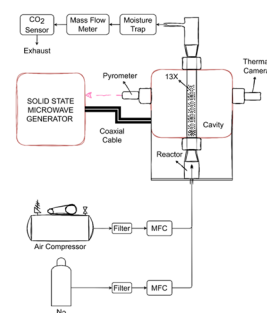 CO2 Sensor
Mass Flow Meter
Moisture Trap
Exhaust
Pyrometer
13X
Therma
Camera
SOLID STATE
MICROWAVE
GENERATOR
Coaxial
Cable
Cavity
Reactor
Filter
MFC
Air Compressor
Filter
MFC
N2